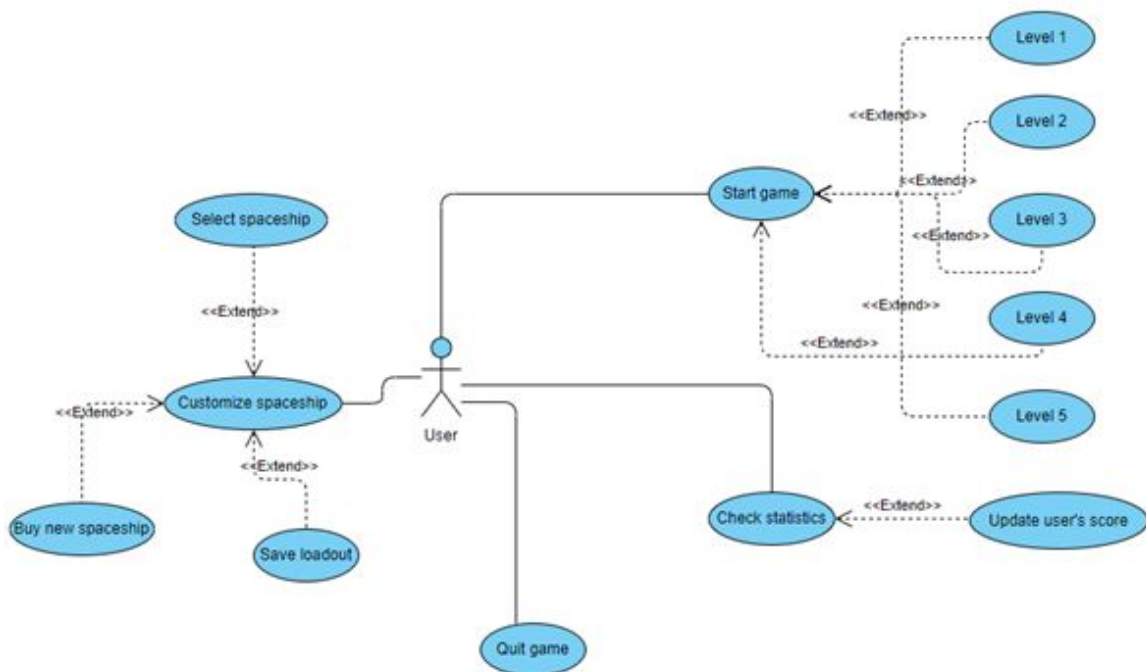 Level 1
<<Extend>>
Level 2
Start game
<<Extend>>
Select spaceship
<<Extend>>
Level 3
<<Extend>>
<<Extend>>
Level 4
<<Extend>>
Customize spaceship
<<Extend>>
Level 5
User
<<Extend>>
<<Extend>>
Buy new spaceship
Save loadout
Check statistics
Update user's score
Quit game